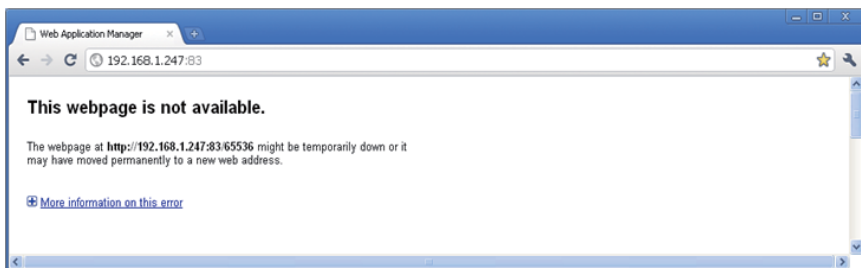 Web Application Manager
192.168.1.247:83
This webpage is not available.
The webpage at http://192.168.1.247:83/65536 might be temporarily down or it
may have moved permanently to a new web address.
More information on this error